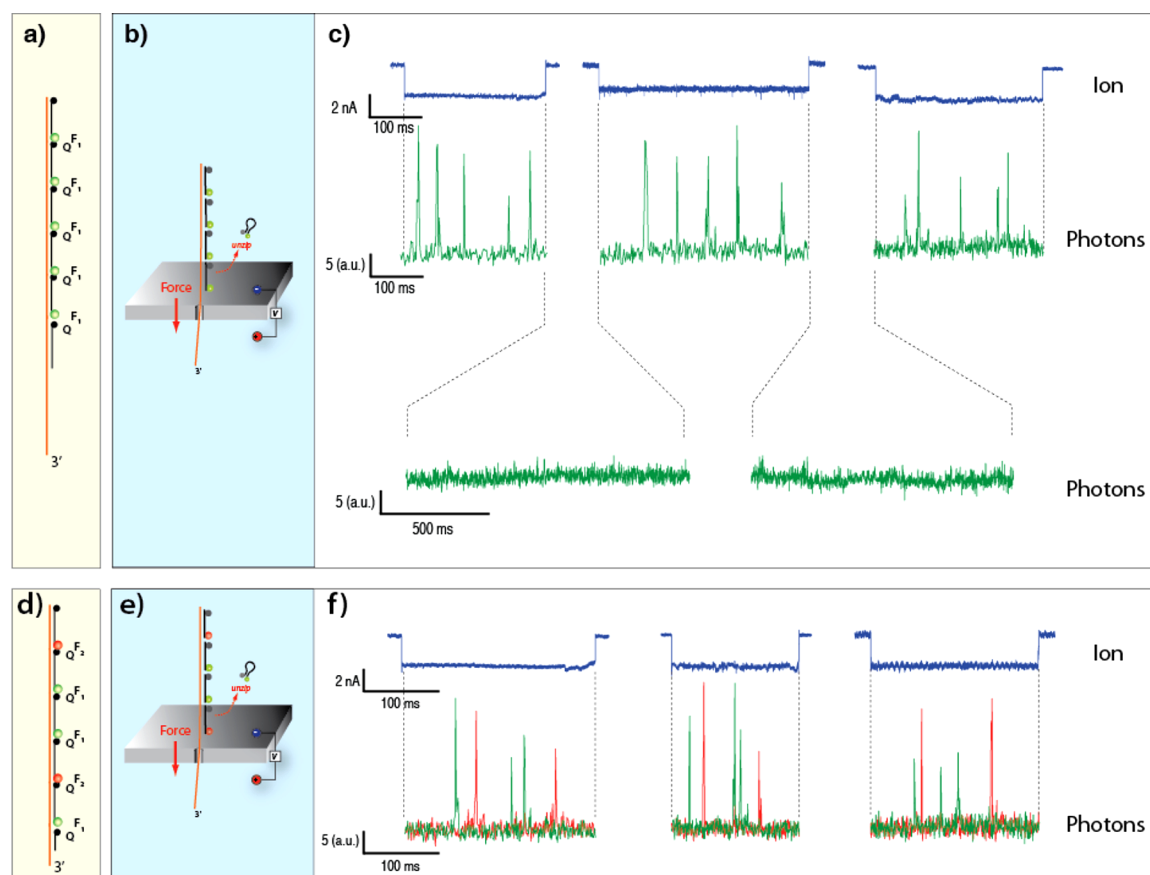 a)
Q F1
Q F1
Q F1
Q F1
Q F1
3′
b)
unzip
Force
V
3′
c)
Ion
2 nA
100 ms
Photons
5 (a.u.)
100 ms
Photons
5 (a.u.)
500 ms
d)
Q F2
Q F1
Q F1
Q F2
Q F1
3′
e)
unzip
Force
V
3′
f)
Ion
2 nA
100 ms
Photons
5 (a.u.)
100 ms